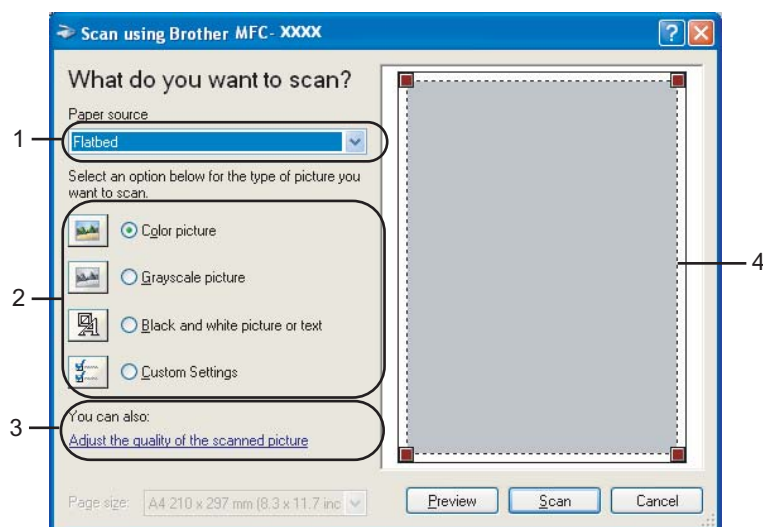 Scan using Brother MFC- XXXX
What do you want to scan?
Paper source
1
Flatbed
Select an option below for the type of picture you
want to scan.
Color picture
4
Grayscale picture
2
Black and white picture or text
Custom Settings
You can also:
3
Adjust the quality of the scanned picture
Page size: A4 210 x 297 mm (8.3 x 11.7 inc
Preview Scan Cancel